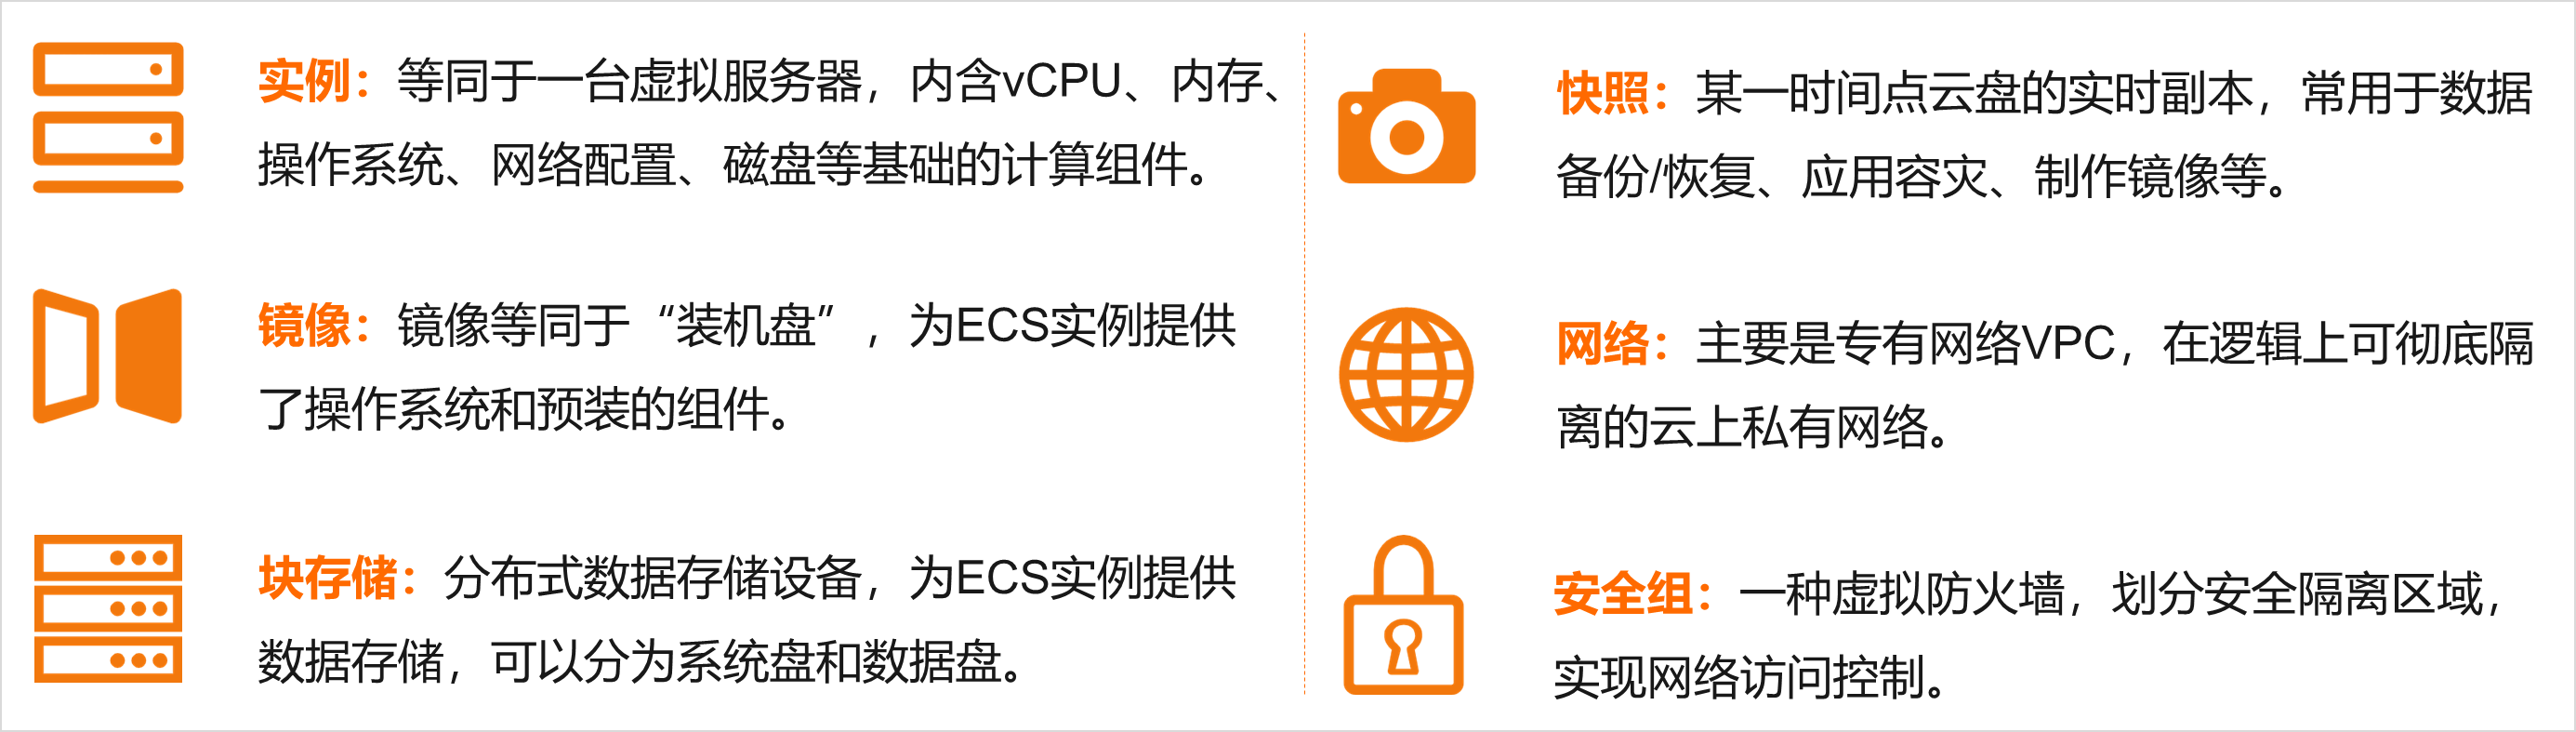 实例：等同于一台虚拟服务器，内含vCPU、内存、
操作系统、网络配置、磁盘等基础的计算组件。
镜像：镜像等同于“装机盘”，为ECS实例提供
了操作系统和预装的组件。
块存储：分布式数据存储设备，为ECS实例提供
数据存储，可以分为系统盘和数据盘。
快照：某一时间点云盘的实时副本，常用于数据
备份/恢复、应用容灾、制作镜像等。
网络：主要是专有网络VPC，在逻辑上可彻底隔
离的云上私有网络。
安全组：一种虚拟防火墙，划分安全隔离区域，
实现网络访问控制。